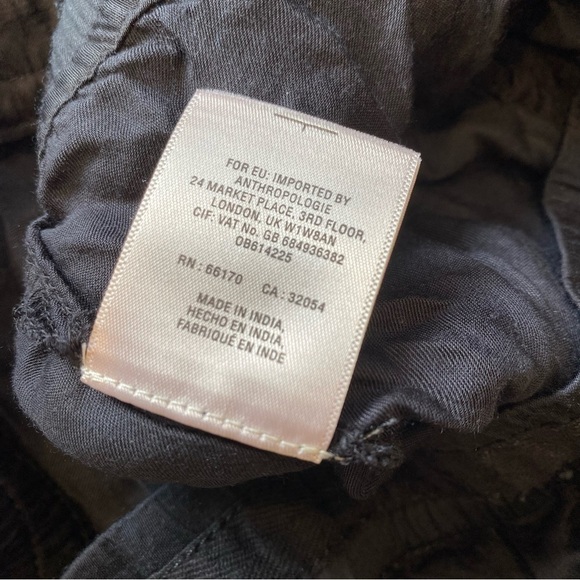 FOR EU: IMPORTED BY
ANTHROPOLOGIE
24 MARKET PLACE, 3RD FLOOR,
LONDON. UK W1W8AN
CIF: VAT No. GB 684936382
OB614225
RN : 66170 CA : 32054
MADE IN INDIA,
HECHO EN INDIA,
FABRIQUÉ EN INDE